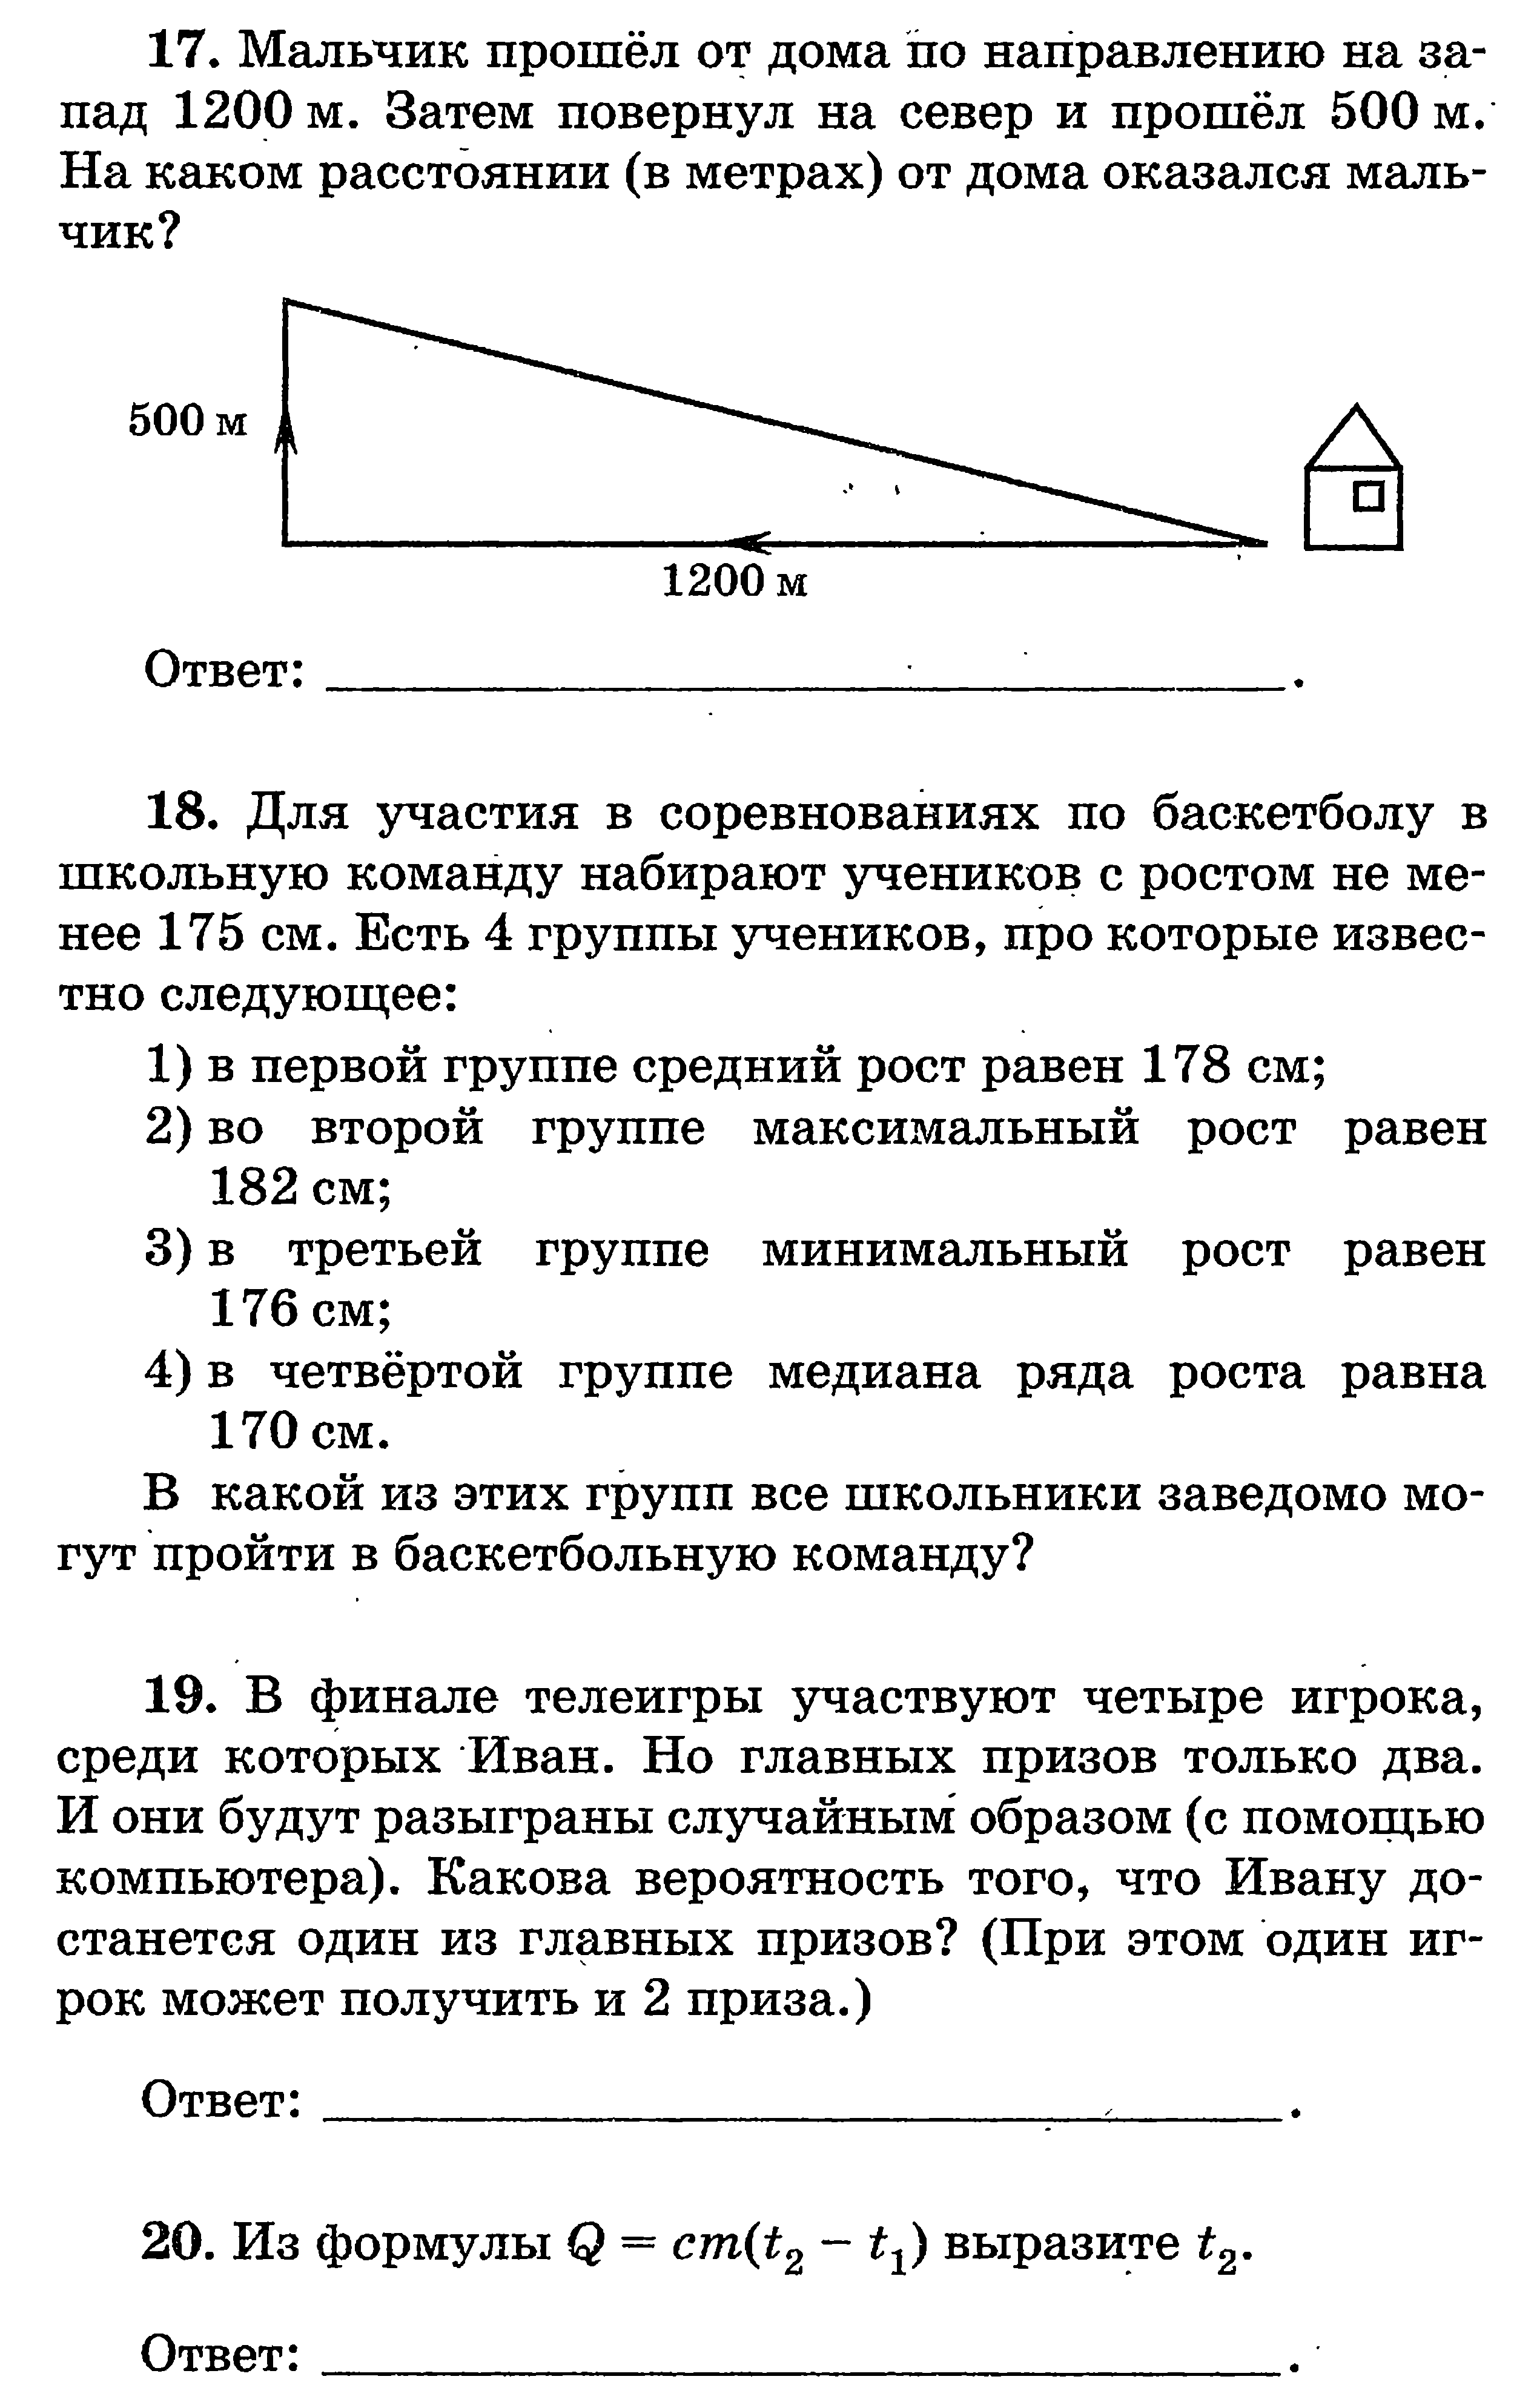 17. Мальчик прошёл от дома по направлению на за-
пад 1200 м. Затем повернул на север и прошёл 500 м.
На каком расстоянии (в метрах) от дома оказался маль-
чик?
500 м
1200 м
Ответ: ______________________.
18. Для участия в соревнованиях по баскетболу в
школьную команду набирают учеников с ростом не ме-
нее 175 см. Есть 4 группы учеников, про которые извес-
тно следующее:
1) в первой группе средний рост равен 178 см;
2) во второй группе максимальный рост равен
182 см;
3) в третьей группе минимальный рост равен
176 см;
4) в четвёртой группе медиана ряда роста равна
170 см.
В какой из этих групп все школьники заведомо мо-
гут пройти в баскетбольную команду?
19. В финале телеигры участвуют четыре игрока,
среди которых Иван. Но главных призов только два.
И они будут разыграны случайным образом (с помощью
компьютера). Какова вероятность того, что Ивану до-
станется один из главных призов? (При этом один иг-
рок может получить и 2 приза.)
Ответ: ______________________.
20. Из формулы Q = cm(t₂ − t₁) выразите t₂.
Ответ: ______________________.